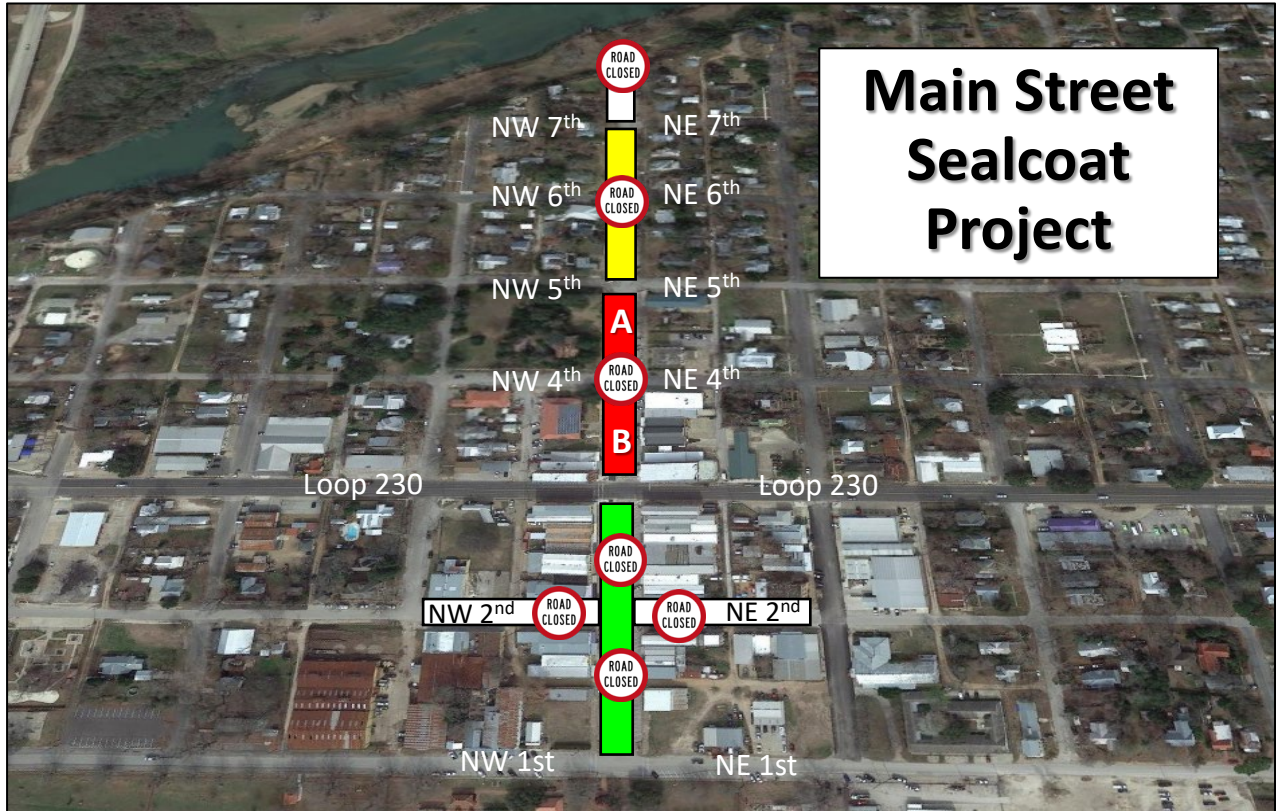 ROAD
CLOSED
Main Street
Sealcoat
Project
NW 7th
NE 7th
NW 6th
ROAD
CLOSED
NE 6th
NW 5th
NE 5th
A
NW 4th
ROAD
CLOSED
NE 4th
B
Loop 230
Loop 230
ROAD
CLOSED
NW 2nd
ROAD
CLOSED
ROAD
CLOSED
NE 2nd
ROAD
CLOSED
NW 1st
NE 1st